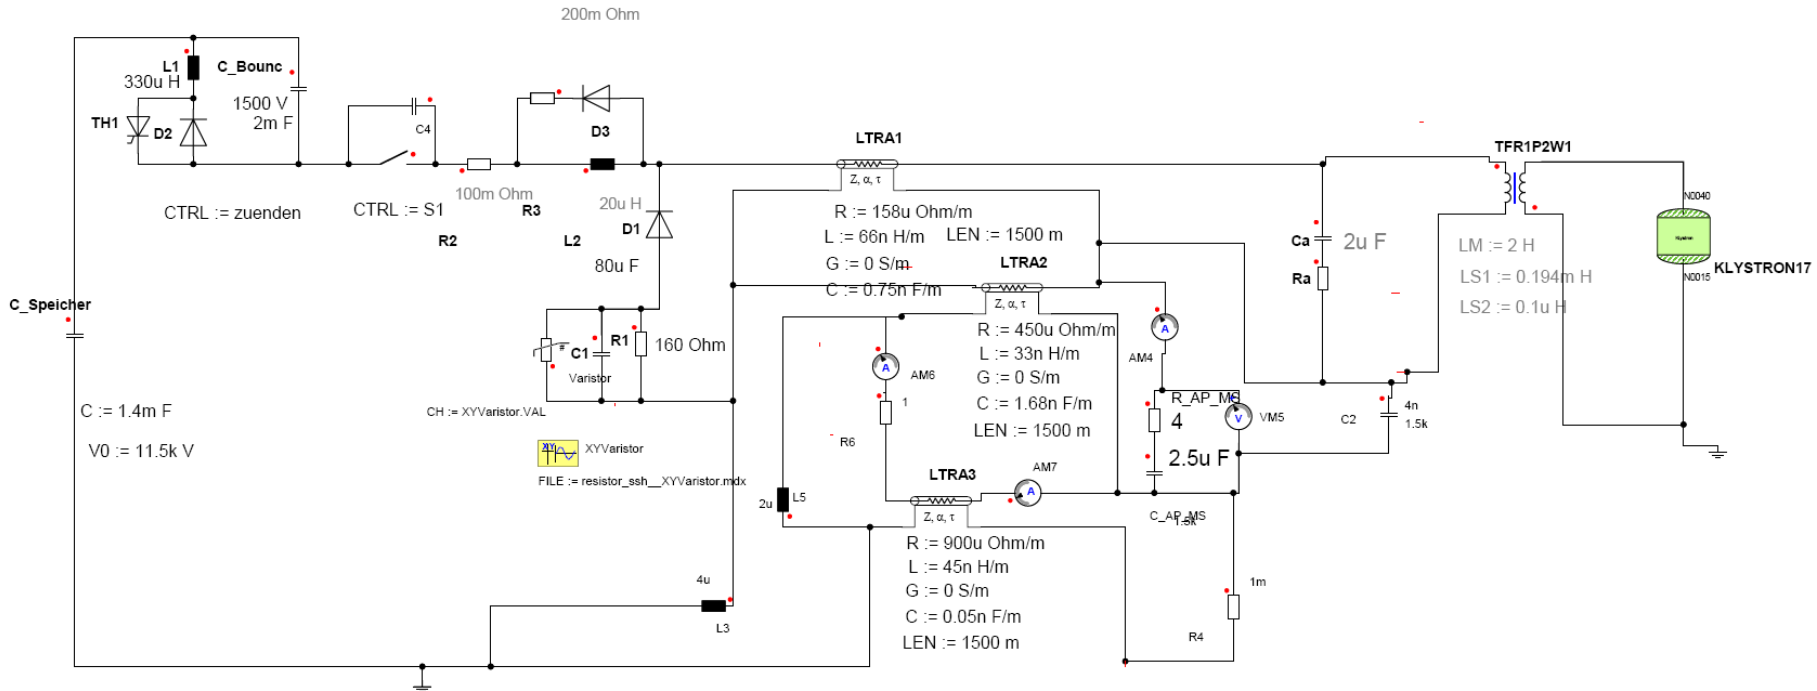 200m Ohm
L1
330u H
C_Bounc
1500 V
2m F
TH1
D2
C4
D3
100m Ohm
R3
20u H
CTRL := zuenden
CTRL := S1
R2
L2
D1
80u F
LTRA1
Z, α, τ
R := 158u Ohm/m
L := 66n H/m
LEN := 1500 m
G := 0 S/m
C := 0.75n F/m
LTRA2
Z, α, τ
R := 450u Ohm/m
L := 33n H/m
G := 0 S/m
C := 1.68n F/m
LEN := 1500 m
TFR1P2W1
N0040
Klystron
N0015
KLYSTRON17
LM := 2 H
LS1 := 0.194m H
LS2 := 0.1u H
Ca
2u F
Ra
C_Speicher
C := 1.4m F
V0 := 11.5k V
#
C1
R1
160 Ohm
Varistor
CH := XYVaristor.VAL
XY
XYVaristor
FILE := resistor_ssh__XYVaristor.mdx
A
AM6
1
R6
A
AM4
R_AP_MS
4
V
VM5
2.5u F
C_AP_MS
1.5k
C2
4n
1.5k
LTRA3
A
AM7
Z, α, τ
2u
L5
R := 900u Ohm/m
L := 45n H/m
G := 0 S/m
C := 0.05n F/m
LEN := 1500 m
4u
L3
1m
R4